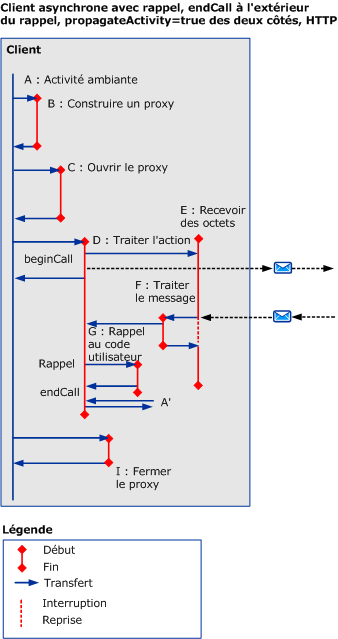 Client asynchrone avec rappel, endCall à l'extérieur
du rappel, propagateActivity=true des deux côtés, HTTP
Client
A : Activité ambiante
B : Construire un proxy
C : Ouvrir le proxy
E : Recevoir
des octets
D : Traiter l'action
beginCall
F : Traiter
le message
G : Rappel
au code
utilisateur
Rappel
endCall
A'
I : Fermer
le proxy
Légende
Début
Fin
Transfert
Interruption
Reprise